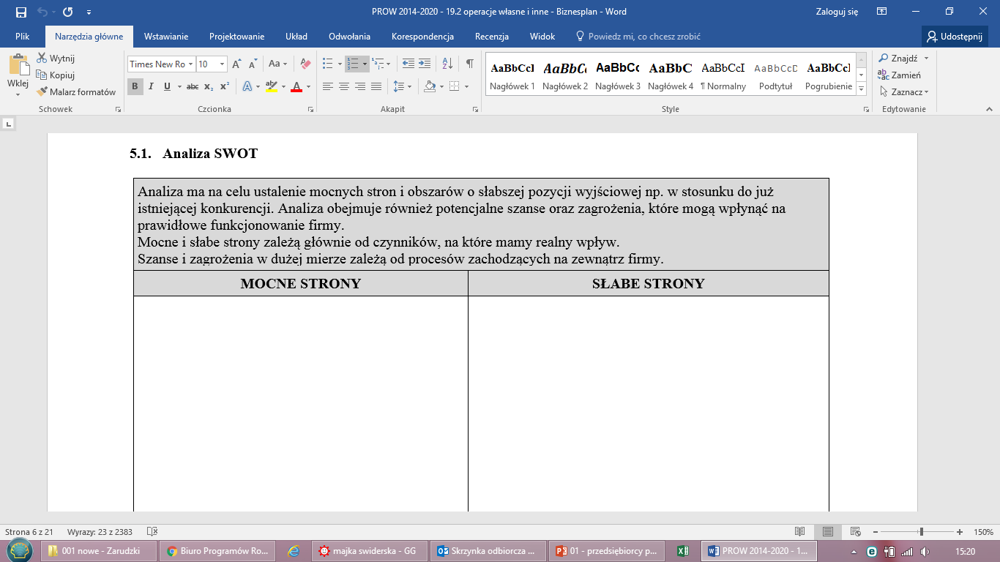 PROW 2014-2020 - 19.2 operacje własne i inne - Biznesplan - Word
Zaloguj się
Plik
Narzędzia główne
Wstawianie
Projektowanie
Układ
Odwołania
Korespondencja
Recenzja
Widok
Powiedz mi, co chcesz zrobić
Udostępnij
Wklej
Wytnij
Kopiuj
Malarz formatów
Schowek
Times New Ro
10
Aa
B I U abc x₂ x²
Czcionka
Akapit
AaBbCcI AaBbCc AaBbCc AaBbC AaBbCcI AaBbCcD AaBbCcI
Nagłówek 1 Nagłówek 2 Nagłówek 3 Nagłówek 4 ¶ Normalny Podtytuł Pogrubienie
Style
Znajdź
Zamień
Zaznacz
Edytowanie
5.1. Analiza SWOT
Analiza ma na celu ustalenie mocnych stron i obszarów o słabszej pozycji wyjściowej np. w stosunku do już
istniejącej konkurencji. Analiza obejmuje również potencjalne szanse oraz zagrożenia, które mogą wpłynąć na
prawidłowe funkcjonowanie firmy.
Mocne i słabe strony zależą głównie od czynników, na które mamy realny wpływ.
Szanse i zagrożenia w dużej mierze zależą od procesów zachodzących na zewnątrz firmy.
MOCNE STRONY
SŁABE STRONY
Strona 6 z 21
Wyrazy: 23 z 2383
150%
001 nowe - Zarudzki
Biuro Programów Ro...
majka swiderska - GG
Skrzynka odbiorcza ...
01 - przedsiębiorcy p...
PROW 2014-2020 - 1...
15:20